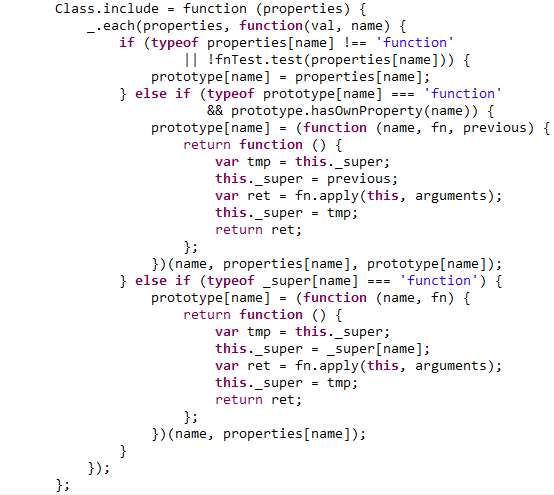 Class.include = function (properties) {
    _.each(properties, function(val, name) {
        if (typeof properties[name] !== 'function'
                || !fnTest.test(properties[name])) {
            prototype[name] = properties[name];
        } else if (typeof prototype[name] === 'function'
                   && prototype.hasOwnProperty(name)) {
            prototype[name] = (function (name, fn, previous) {
                return function () {
                    var tmp = this._super;
                    this._super = previous;
                    var ret = fn.apply(this, arguments);
                    this._super = tmp;
                    return ret;
                };
            })(name, properties[name], prototype[name]);
        } else if (typeof _super[name] === 'function') {
            prototype[name] = (function (name, fn) {
                return function () {
                    var tmp = this._super;
                    this._super = _super[name];
                    var ret = fn.apply(this, arguments);
                    this._super = tmp;
                    return ret;
                };
            })(name, properties[name]);
        }
    });
};